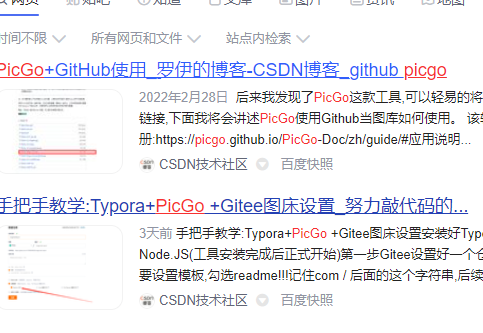 网页 贴吧 知道 文库 图片 资讯 地图
时间不限 所有网页和文件 站点内检索
PicGo+GitHub使用_罗伊的博客-CSDN博客_github picgo
2022年2月28日 后来我发现了PicGo这款工具,可以轻易的将
链接,下面我将会讲述PicGo使用Github当图库如何使用。 该软
册:https://picgo.github.io/PicGo-Doc/zh/guide/#应用说明...
CSDN技术社区 百度快照
手把手教学:Typora+PicGo +Gitee图床设置_努力敲代码的...
3天前 手把手教学:Typora+PicGo +Gitee图床设置安装好Typo
Node.JS(工具安装完成后正式开始)第一步Gitee设置好一个仓
要设置模板,勾选readme!!!记住com / 后面的这个字符串,后续
CSDN技术社区 百度快照